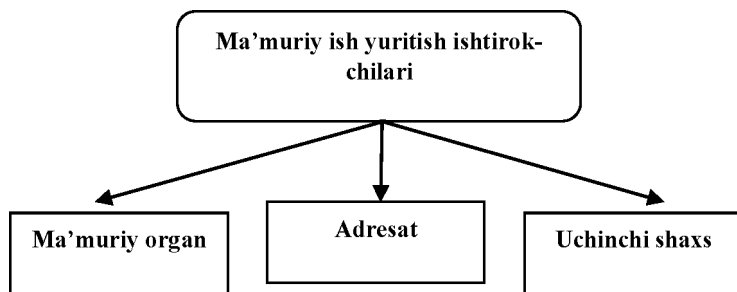 Ma’muriy ish yuritish ishtirok-
chilari
Ma’muriy organ
Adresat
Uchinchi shaxs